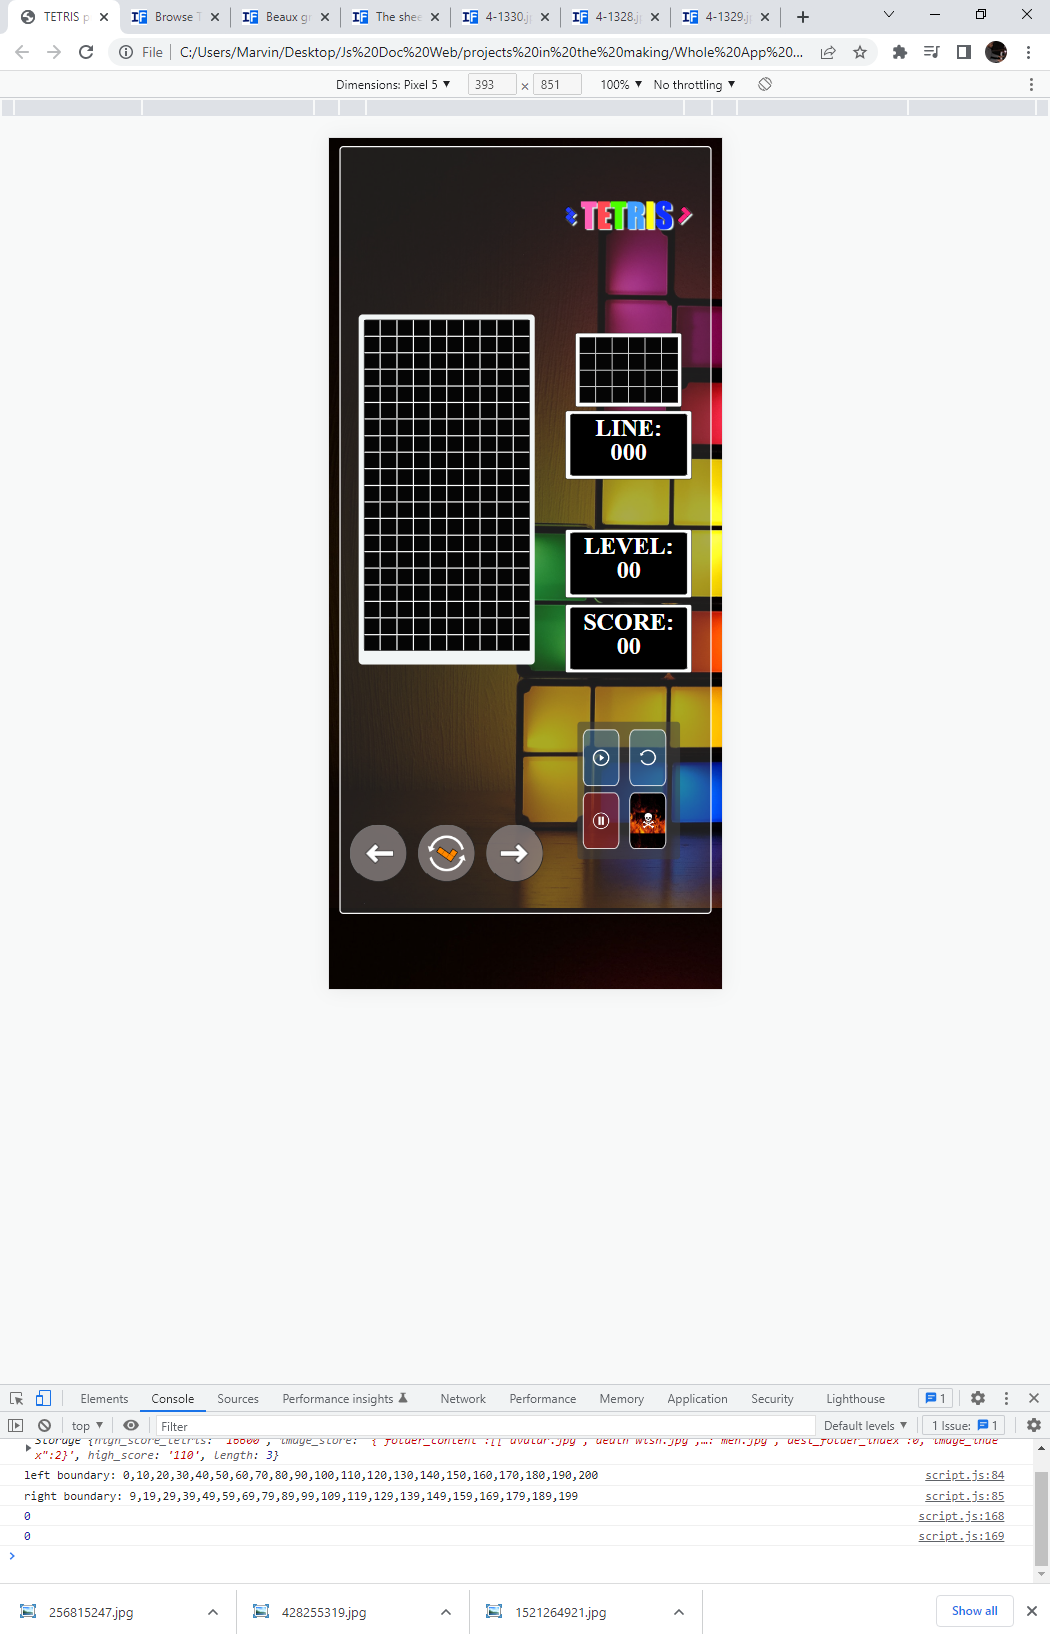 TETRIS p
Browse T
Beaux gr
The shee
4-1330.j
4-1328.j
4-1329.j
File
C:/Users/Marvin/Desktop/Js%20Doc%20Web/projects%20in%20the%20making/Whole%20App%20...
Dimensions: Pixel 5 ▼ 393 × 851 100% ▼ No throttling ▼
TETRIS
LINE:
000
LEVEL:
00
SCORE:
00
Elements Console Sources Performance insights Network Performance Memory Application Security Lighthouse 1
top ▼ Filter Default levels ▼ 1 Issue: 1
Storage {high_score_tetris: '16600', image_store: '{"folder_content":[["avatar.jpg","death wish.jpg",…: men.jpg","dest_folder_index":0,"image_inde
x":2}', high_score: '110', length: 3}
left boundary: 0,10,20,30,40,50,60,70,80,90,100,110,120,130,140,150,160,170,180,190,200 script.js:84
right boundary: 9,19,29,39,49,59,69,79,89,99,109,119,129,139,149,159,169,179,189,199 script.js:85
0 script.js:168
0 script.js:169
256815247.jpg
428255319.jpg
1521264921.jpg
Show all